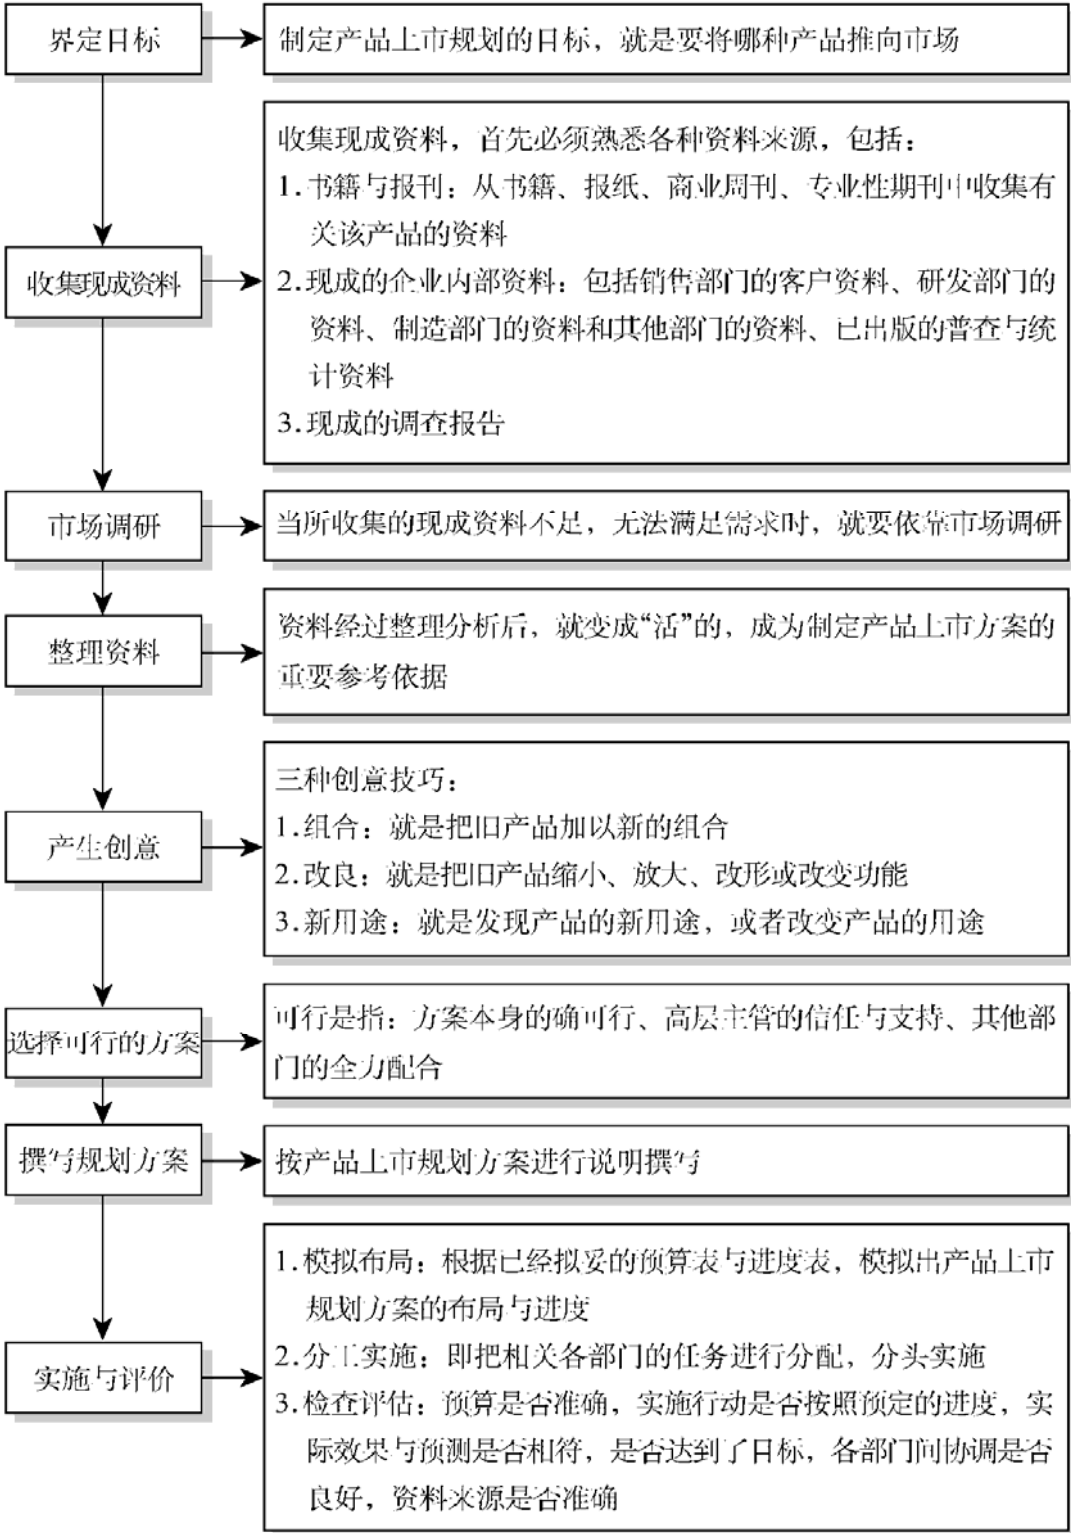 界定目标
制定产品上市规划的目标，就是要将哪种产品推向市场
收集现成资料
收集现成资料，首先必须熟悉各种资料来源，包括：
1.书籍与报刊：从书籍、报纸、商业周刊、专业性期刊中收集有
关该产品的资料
2.现成的企业内部资料：包括销售部门的客户资料、研发部门的
资料、制造部门的资料和其他部门的资料、已出版的普查与统
计资料
3.现成的调查报告
市场调研
当所收集的现成资料不足，无法满足需求时，就要依靠市场调研
整理资料
资料经过整理分析后，就变成“活”的，成为制定产品上市方案的
重要参考依据
产生创意
三种创意技巧：
1.组合：就是把旧产品加以新的组合
2.改良：就是把旧产品缩小、放大、改形或改变功能
3.新用途：就是发现产品的新用途，或者改变产品的用途
选择可行的方案
可行是指：方案本身的确可行、高层主管的信任与支持、其他部
门的全力配合
撰写规划方案
按产品上市规划方案进行说明撰写
实施与评价
1.模拟布局：根据已经拟妥的预算表与进度表，模拟出产品上市
规划方案的布局与进度
2.分工实施：即把相关各部门的任务进行分配，分头实施
3.检查评估：预算是否准确，实施行动是否按照预定的进度，实
际效果与预测是否相符，是否达到了目标，各部门间协调是否
良好，资料来源是否准确